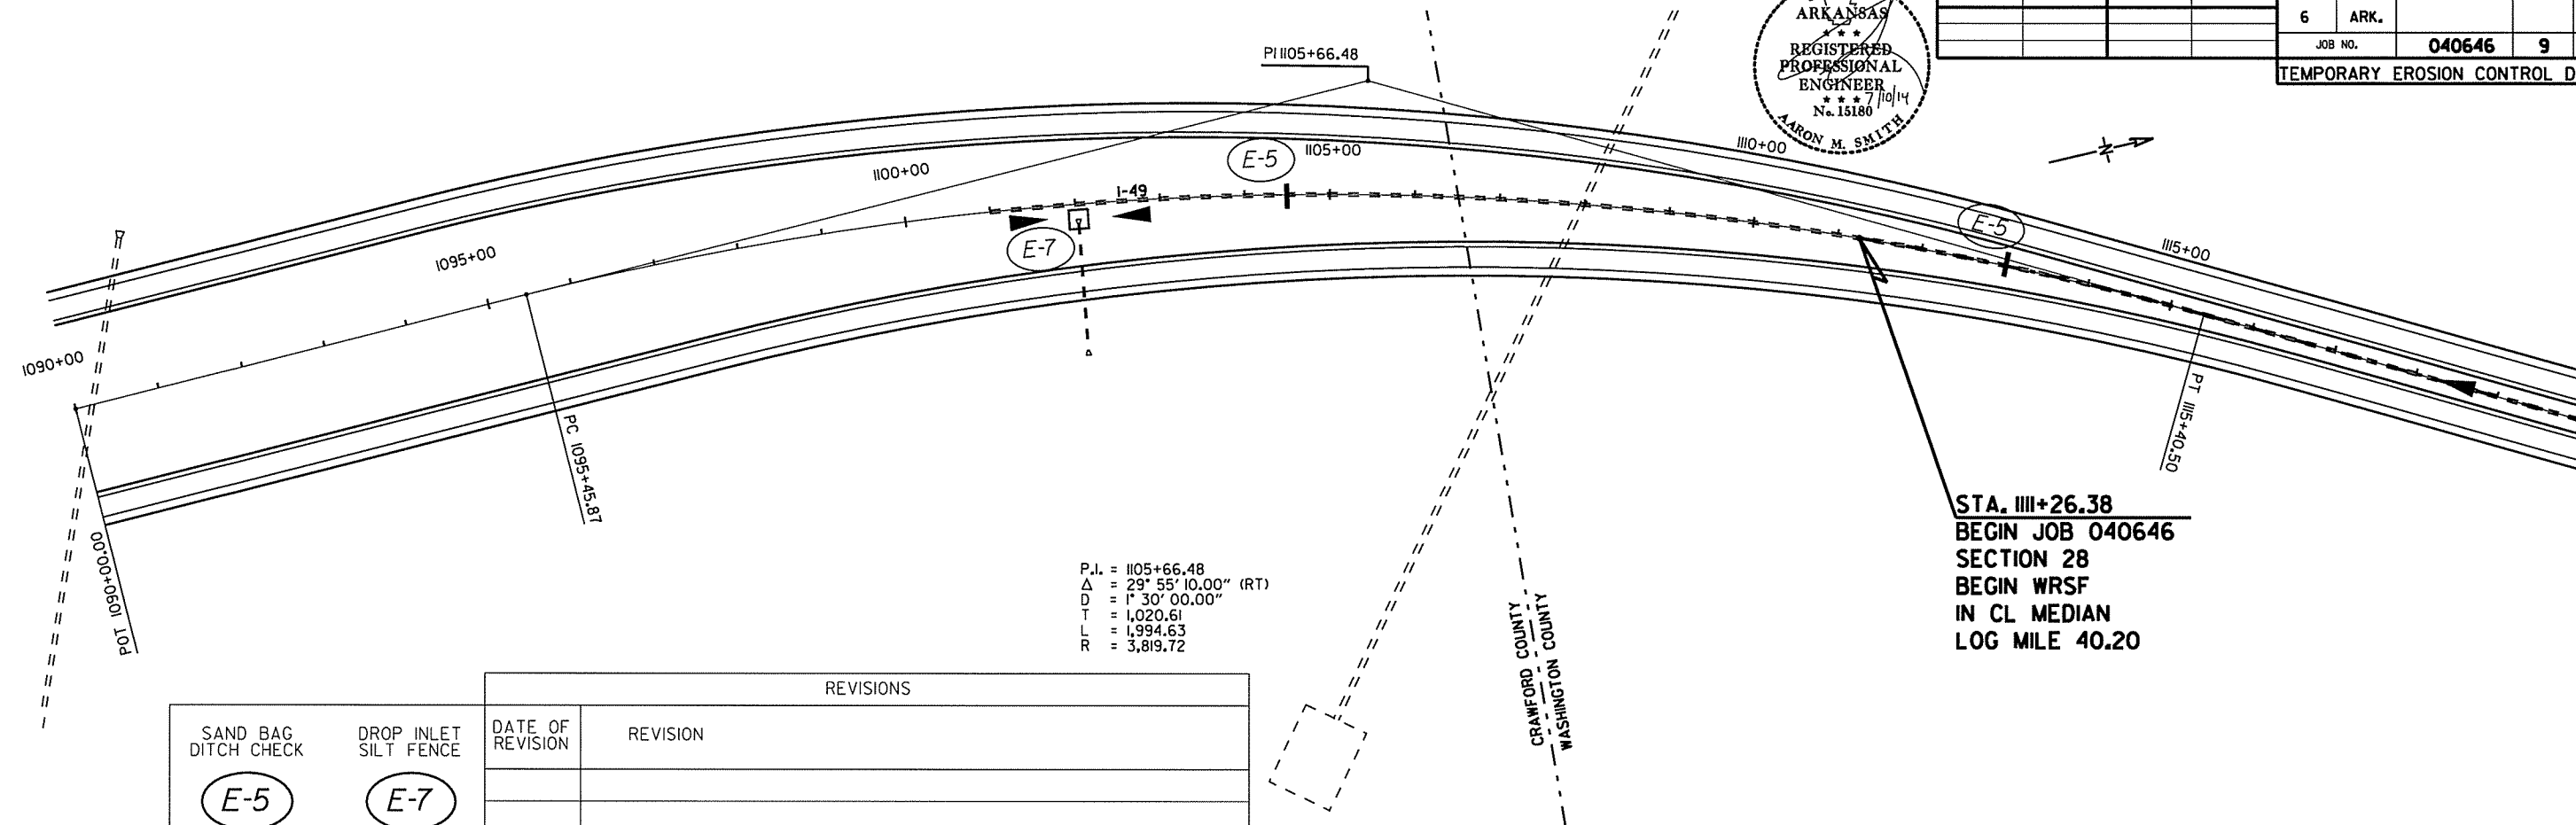 ARKANSAS
★ ★ ★
REGISTERED
PROFESSIONAL
ENGINEER
★ ★ ★
7/10/14
No. 15180
AARON M. SMITH
6 ARK.
JOB NO. 040646 9
TEMPORARY EROSION CONTROL D
PI 1105+66.48
1090+00
1095+00
1100+00
1105+00
1110+00
1115+00
E-5
I-49
E-7
E-5
N
POT 1090+00.00
PC 1095+45.87
PT 1115+40.50
STA. 1111+26.38
BEGIN JOB 040646
SECTION 28
BEGIN WRSF
IN CL MEDIAN
LOG MILE 40.20
P.I. = 1105+66.48
Δ = 29° 55' 10.00" (RT)
D = 1° 30' 00.00"
T = 1,020.61
L = 1,994.63
R = 3,819.72
CRAWFORD COUNTY
WASHINGTON COUNTY
REVISIONS
DATE OF
REVISION
REVISION
SAND BAG
DITCH CHECK
E-5
DROP INLET
SILT FENCE
E-7